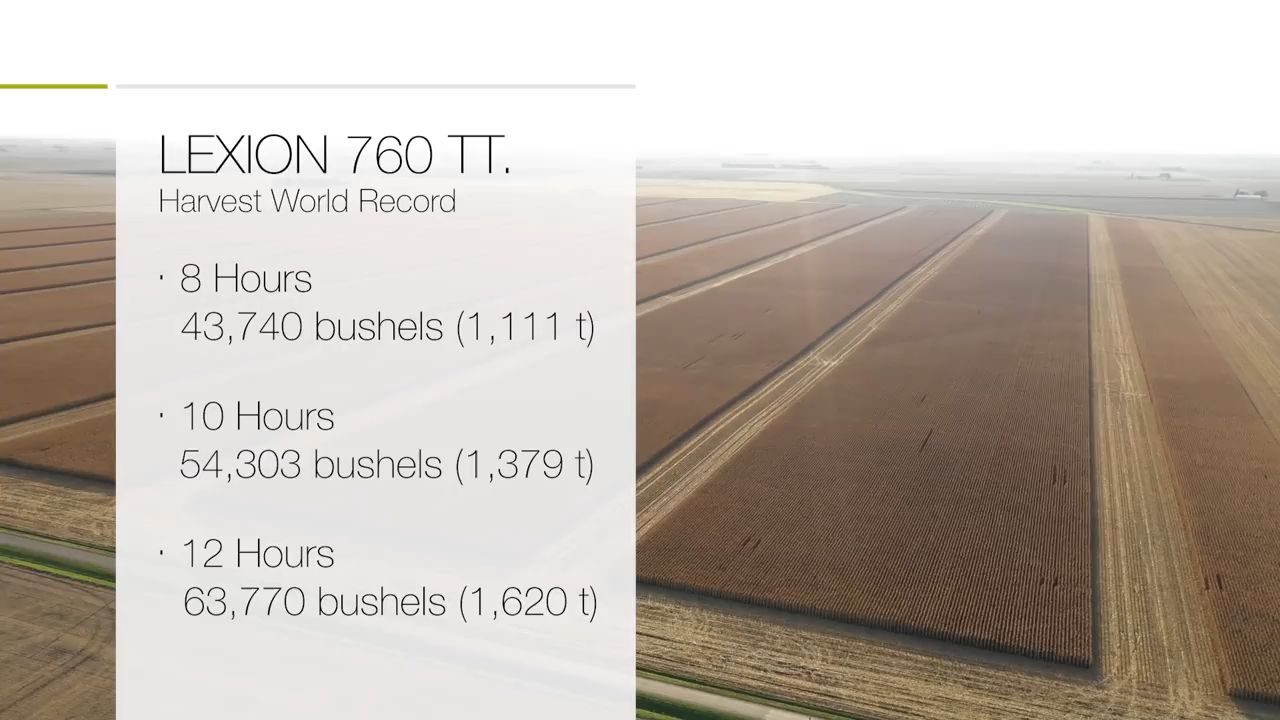 LEXION 760 TT.
Harvest World Record
· 8 Hours
43,740 bushels (1,111 t)
· 10 Hours
54,303 bushels (1,379 t)
· 12 Hours
63,770 bushels (1,620 t)